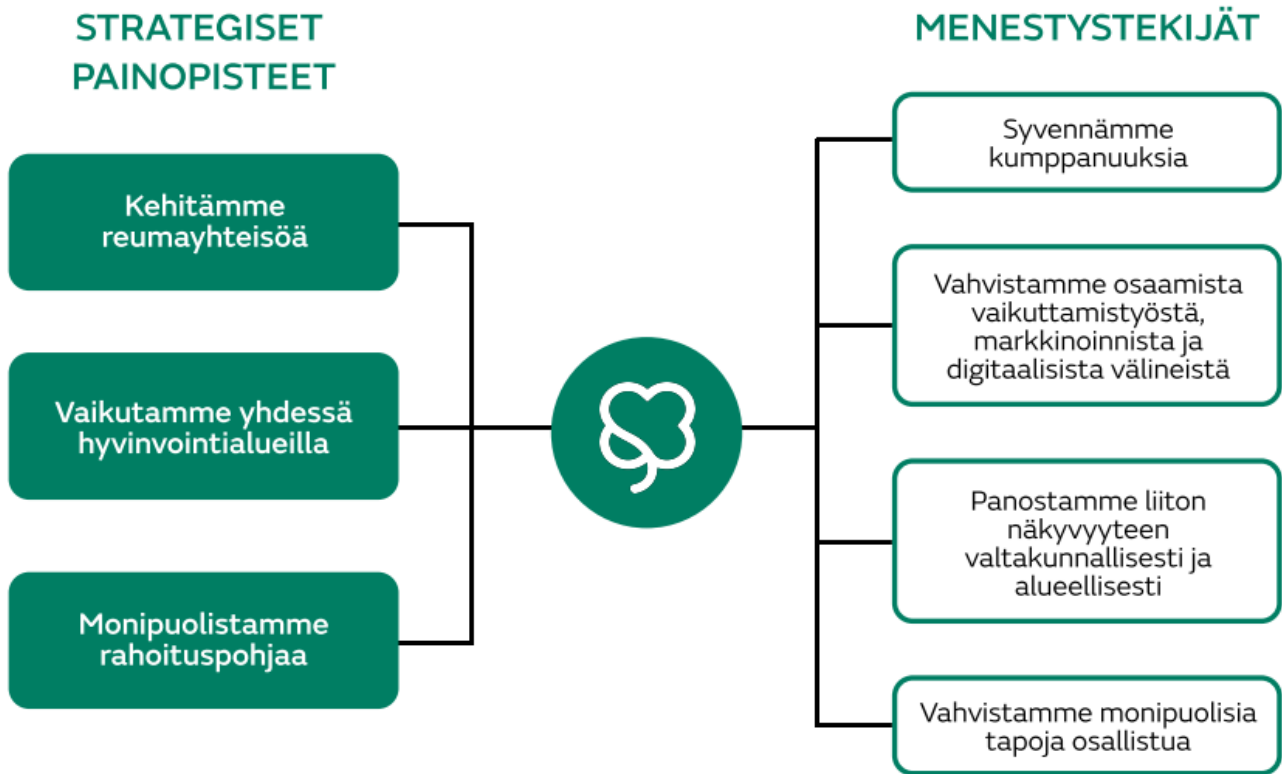 STRATEGISET
PAINOPISTEET
Kehitämme
reumayhteisöä
Vaikutamme yhdessä
hyvinvointialueilla
Monipuolistamme
rahoituspohjaa
MENESTYSTEKIJÄT
Syvennämme
kumppanuuksia
Vahvistamme osaamista
vaikuttamistyöstä,
markkinoinnista ja
digitaalisista välineistä
Panostamme liiton
näkyvyyteen
valtakunnallisesti ja
alueellisesti
Vahvistamme monipuolisia
tapoja osallistua